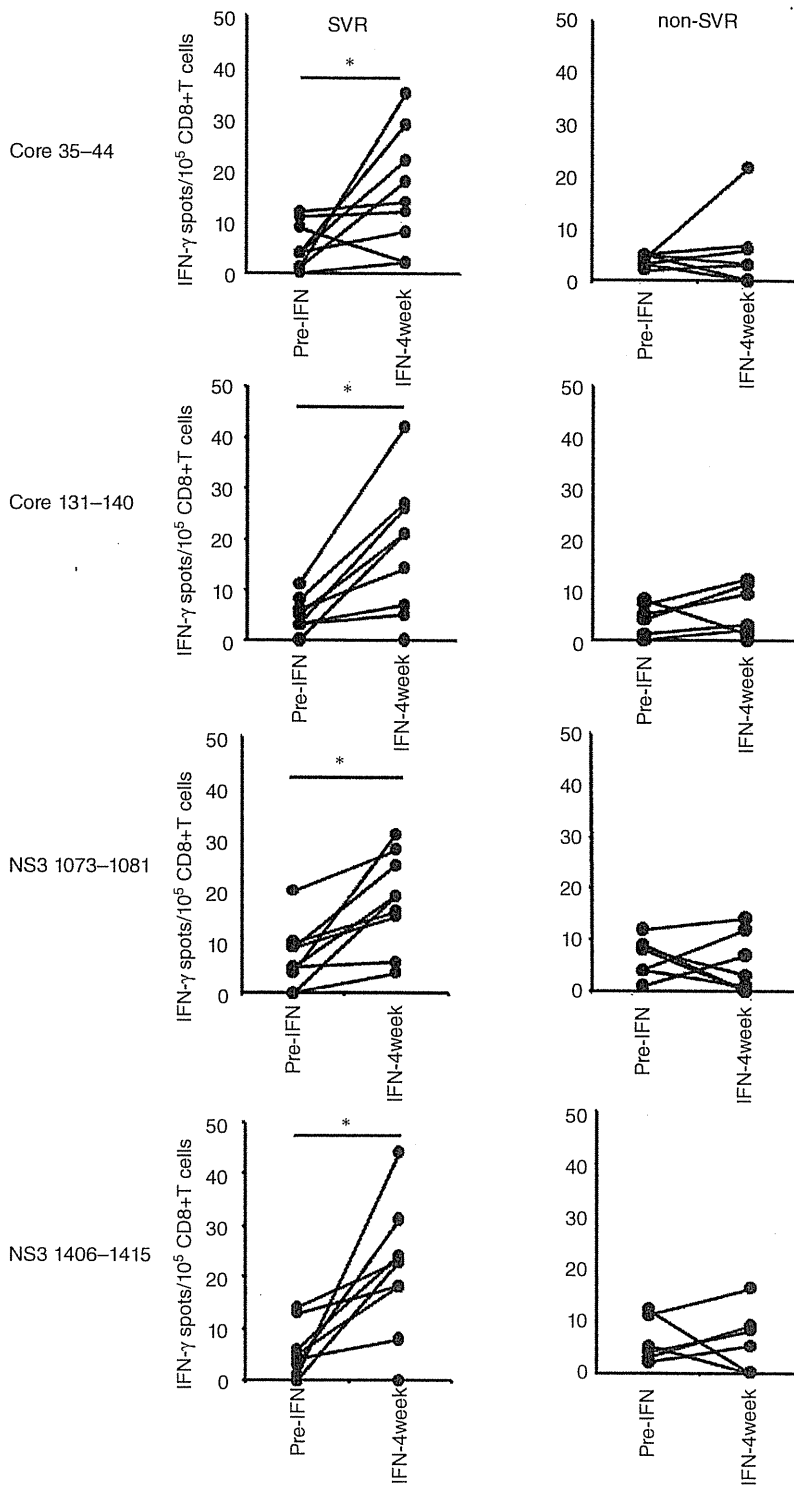 SVR
non-SVR
Core 35–44
IFN-γ spots/10⁵ CD8+T cells
50
40
30
20
10
0
*
Pre-IFN
IFN-4week
50
40
30
20
10
0
Pre-IFN
IFN-4week
Core 131–140
IFN-γ spots/10⁵ CD8+T cells
50
40
30
20
10
0
*
Pre-IFN
IFN-4week
50
40
30
20
10
0
Pre-IFN
IFN-4week
NS3 1073–1081
IFN-γ spots/10⁵ CD8+T cells
50
40
30
20
10
0
*
Pre-IFN
IFN-4week
50
40
30
20
10
0
Pre-IFN
IFN-4week
NS3 1406–1415
IFN-γ spots/10⁵ CD8+T cells
50
40
30
20
10
0
*
Pre-IFN
IFN-4week
50
40
30
20
10
0
Pre-IFN
IFN-4week